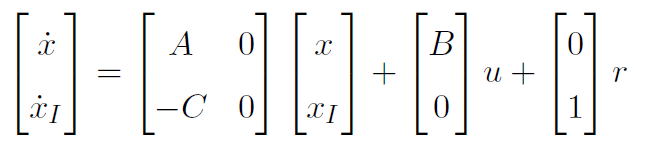 [ẋ ẋ_I] = [A 0 −C 0] [x x_I] + [B 0] u + [0 1] r